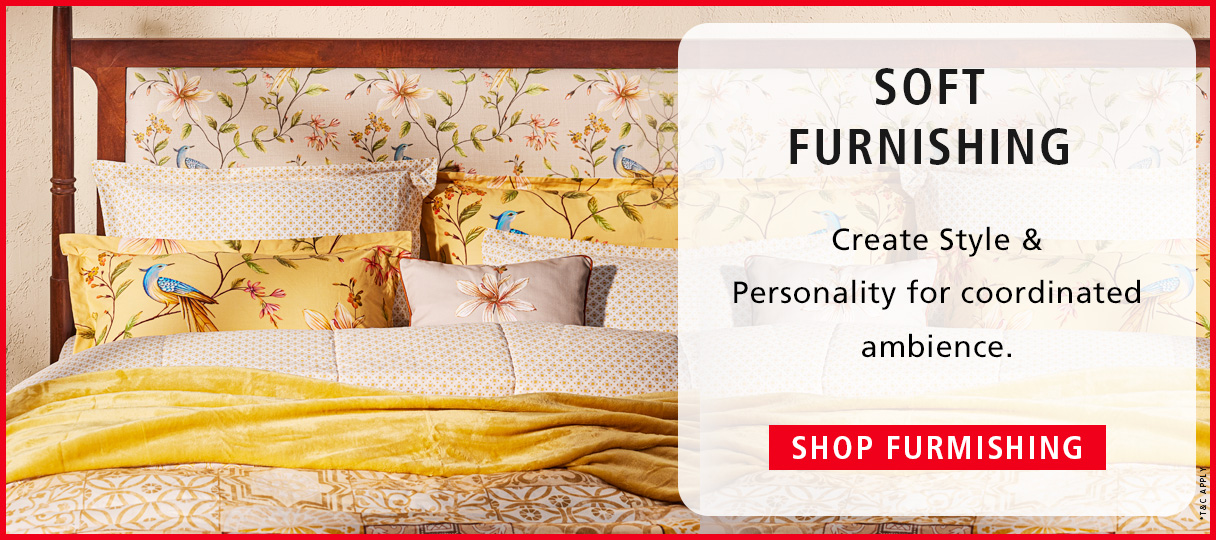 SOFT
FURNISHING
Create Style &
Personality for coordinated
ambience.
SHOP FURMISHING
*T&C APPLY